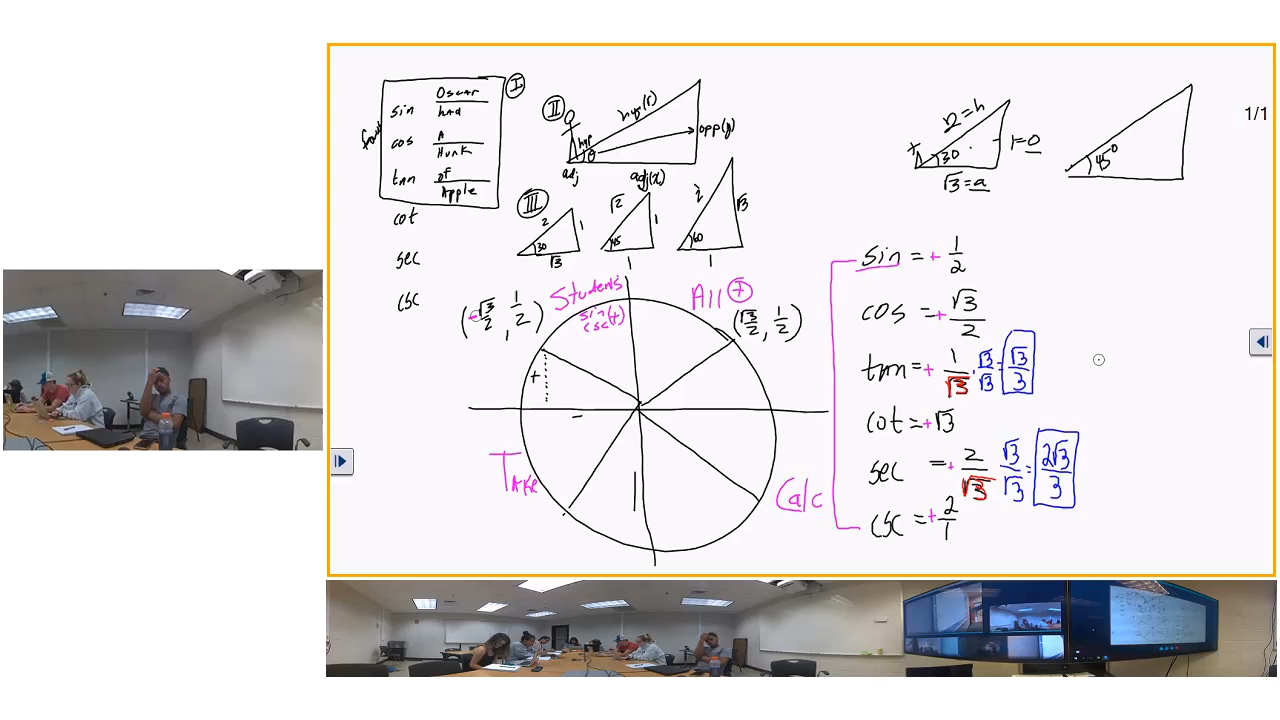 I
sin Oscar/had
cos A/Hunk
tan of/Apple
cot
sec
csc
II
hyp(r)
hyp
θ
opp(y)
adj
adj(x)
III
2 1 30 √3
√2 1 45 1
2 √3 60 1
2=h
30
1=o
√3=a
45°
1/1
Students
sin csc (+)
All +
(-√3/2, 1/2)
(√3/2, 1/2)
+
-
Take
Calc
sin = + 1/2
cos = + √3/2
tan = + 1/√3 · √3/√3 = √3/3
cot = + √3
sec = + 2/√3 √3/√3 = 2√3/3
csc = + 2/1